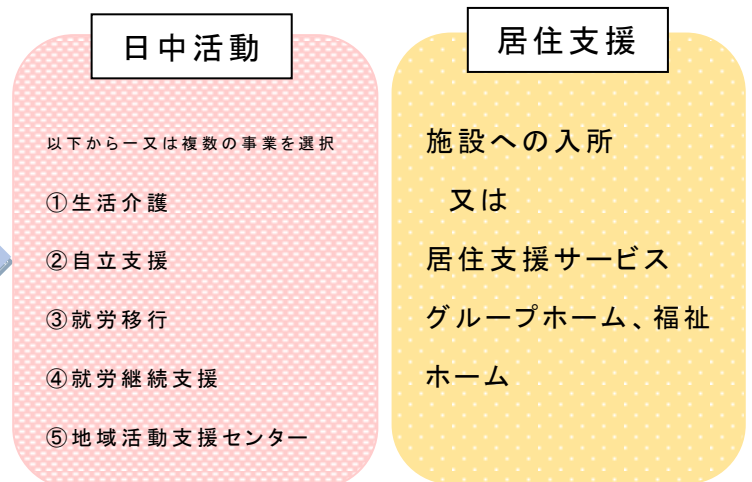 日中活動
以下から一又は複数の事業を選択
①生活介護
②自立支援
③就労移行
④就労継続支援
⑤地域活動支援センター
居住支援
施設への入所
又は
居住支援サービス
グループホーム、福祉
ホーム